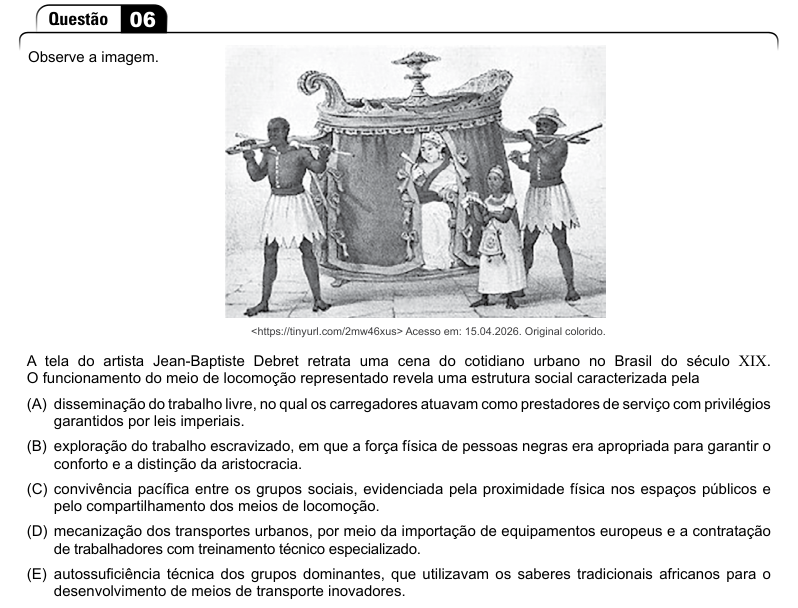 Questão 06
Observe a imagem.
<https://tinyurl.com/2mw46xus> Acesso em: 15.04.2026. Original colorido.
A tela do artista Jean-Baptiste Debret retrata uma cena do cotidiano urbano no Brasil do século XIX.
O funcionamento do meio de locomoção representado revela uma estrutura social caracterizada pela
(A) disseminação do trabalho livre, no qual os carregadores atuavam como prestadores de serviço com privilégios
garantidos por leis imperiais.
(B) exploração do trabalho escravizado, em que a força física de pessoas negras era apropriada para garantir o
conforto e a distinção da aristocracia.
(C) convivência pacífica entre os grupos sociais, evidenciada pela proximidade física nos espaços públicos e
pelo compartilhamento dos meios de locomoção.
(D) mecanização dos transportes urbanos, por meio da importação de equipamentos europeus e a contratação
de trabalhadores com treinamento técnico especializado.
(E) autossuficiência técnica dos grupos dominantes, que utilizavam os saberes tradicionais africanos para o
desenvolvimento de meios de transporte inovadores.